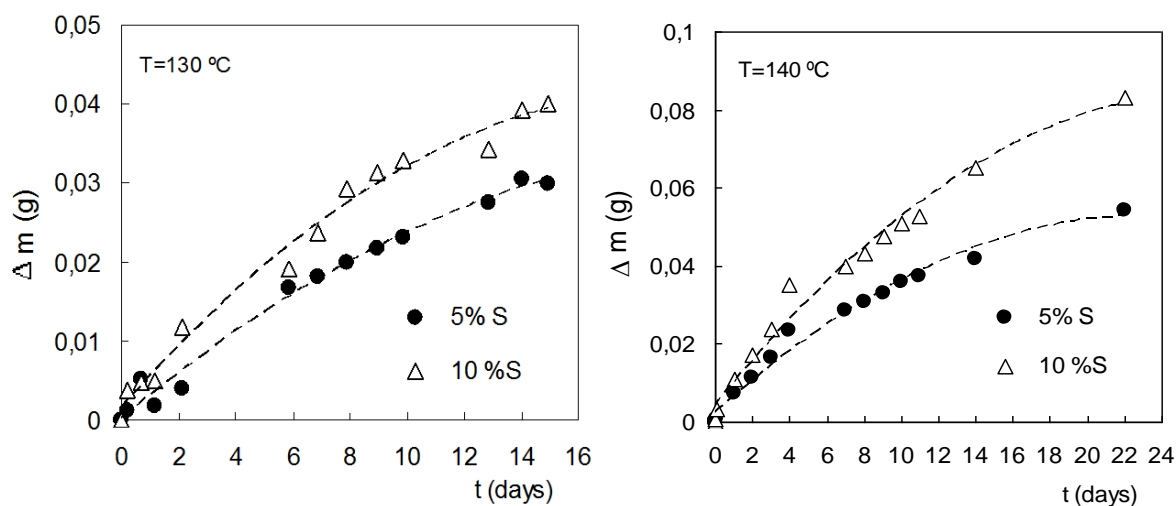 0,05
0,04
0,03
0,02
0,01
0
Δ m (g)
T=130 ºC
5% S
10 %S
0 2 4 6 8 10 12 14 16
t (days)
0,1
0,08
0,06
0,04
0,02
0
Δ m (g)
T=140 ºC
5% S
10 %S
0 2 4 6 8 10 12 14 16 18 20 22 24
t (days)